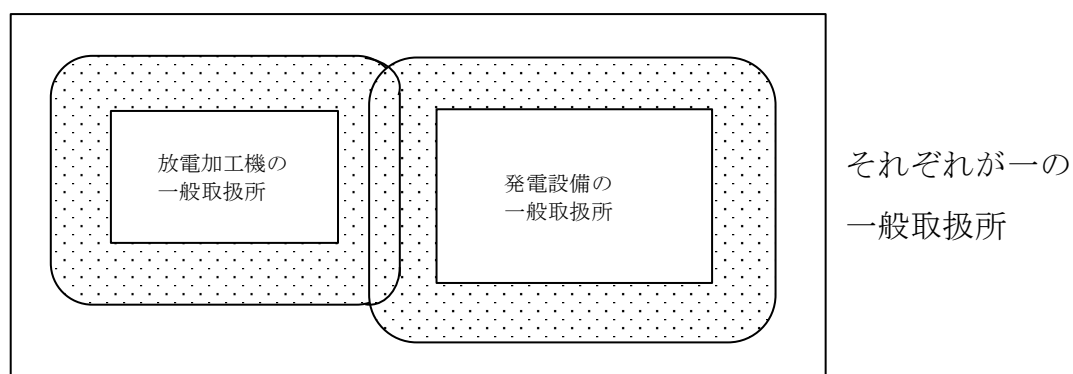 放電加工機の
一般取扱所
発電設備の
一般取扱所
それぞれが一の
一般取扱所